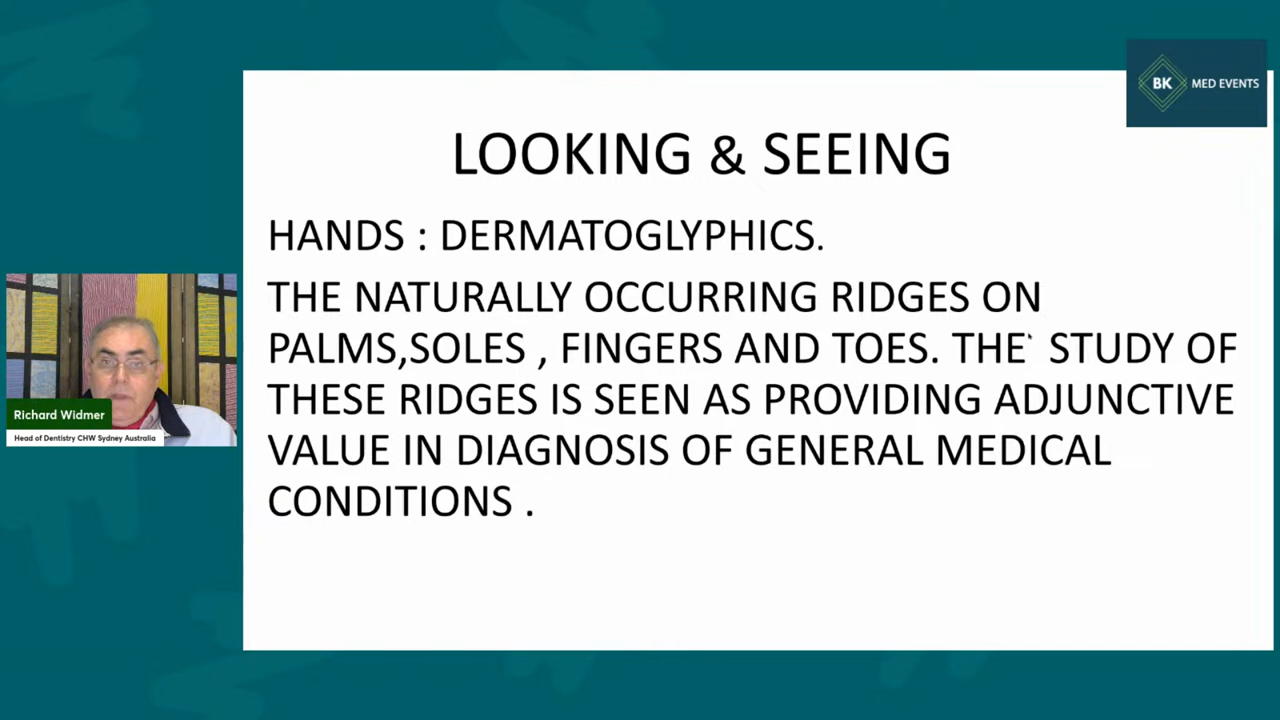 BK MED EVENTS
LOOKING & SEEING
HANDS : DERMATOGLYPHICS.
THE NATURALLY OCCURRING RIDGES ON
PALMS,SOLES , FINGERS AND TOES. THE STUDY OF
THESE RIDGES IS SEEN AS PROVIDING ADJUNCTIVE
VALUE IN DIAGNOSIS OF GENERAL MEDICAL
CONDITIONS .
Richard Widmer
Head of Dentistry CHW Sydney Australia